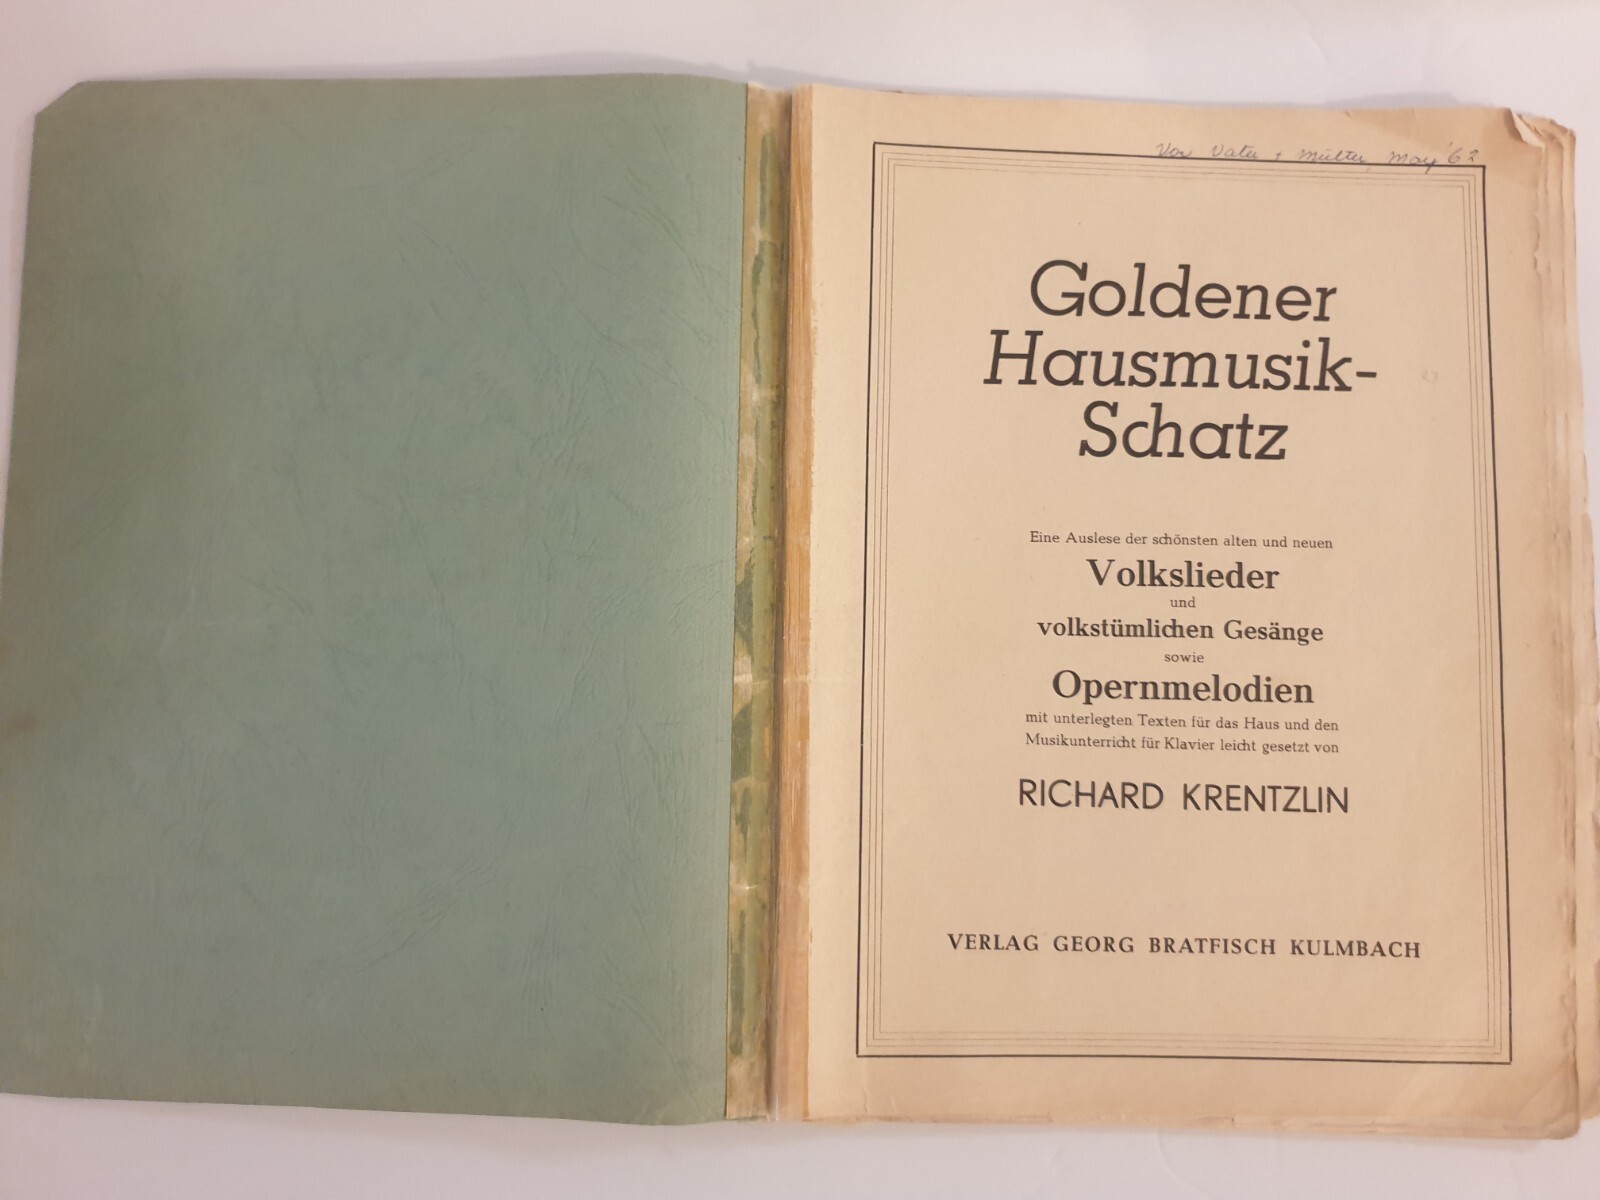 Von Vater + Mutter, May '62
Goldener
Hausmusik-
Schatz
Eine Auslese der schönsten alten und neuen
Volkslieder
und
volkstümlichen Gesänge
sowie
Opernmelodien
mit unterlegten Texten für das Haus und den
Musikunterricht für Klavier leicht gesetzt von
RICHARD KRENTZLIN
VERLAG GEORG BRATFISCH KULMBACH